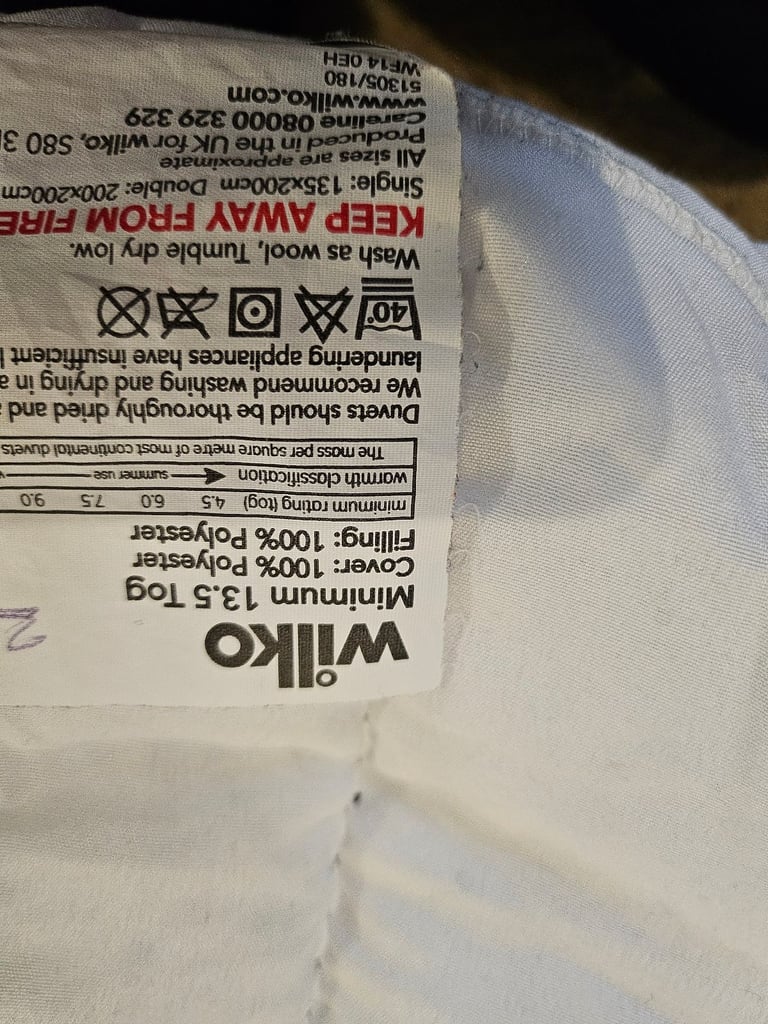 wilko
Minimum 13.5 Tog
Cover: 100% Polyester
Filling: 100% Polyester
minimum rating (tog) 4.5 6.0 7.5 9.0
warmth classification summer use
The mass per square metre of most continental duvets
Duvets should be thoroughly dried and
We recommend washing and drying in a
laundering appliances have insufficient
40°
Wash as wool, Tumble dry low.
KEEP AWAY FROM FIRE
Single: 135x200cm Double: 200x200cm
All sizes are approximate
Produced in the UK for wilko, S80 3
Careline 08000 329 329
www.wilko.com
51305/180
WF14 0EH